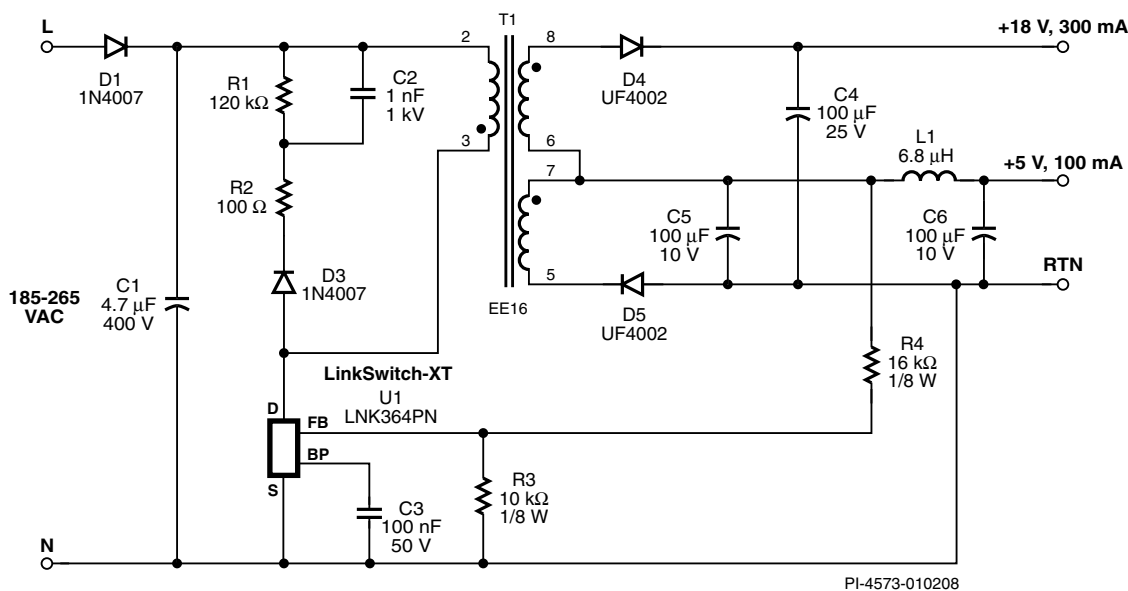 L
D1
1N4007
R1
120 kΩ
C2
1 nF
1 kV
R2
100 Ω
D3
1N4007
185-265
VAC
C1
4.7 µF
400 V
T1
2
3
8
6
7
5
EE16
D4
UF4002
D5
UF4002
+18 V, 300 mA
C4
100 µF
25 V
L1
6.8 µH
+5 V, 100 mA
C5
100 µF
10 V
C6
100 µF
10 V
RTN
R4
16 kΩ
1/8 W
LinkSwitch-XT
U1
LNK364PN
D
FB
BP
S
C3
100 nF
50 V
R3
10 kΩ
1/8 W
N
PI-4573-010208